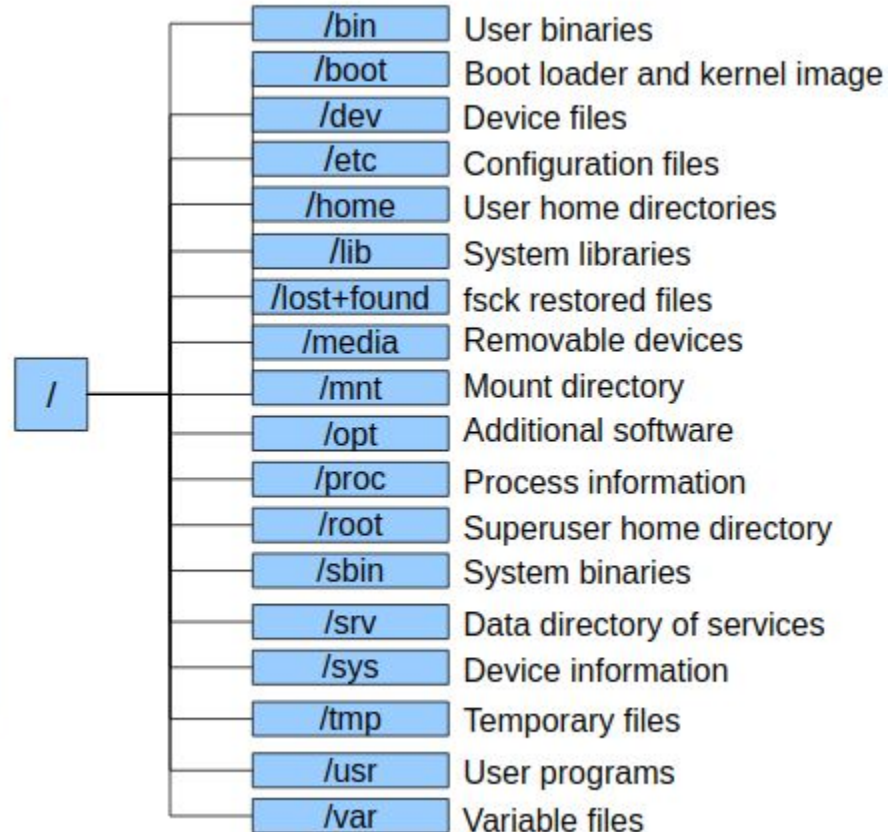 /bin User binaries
/boot Boot loader and kernel image
/dev Device files
/etc Configuration files
/home User home directories
/lib System libraries
/lost+found fsck restored files
/media Removable devices
/ /mnt Mount directory
/opt Additional software
/proc Process information
/root Superuser home directory
/sbin System binaries
/srv Data directory of services
/sys Device information
/tmp Temporary files
/usr User programs
/var Variable files